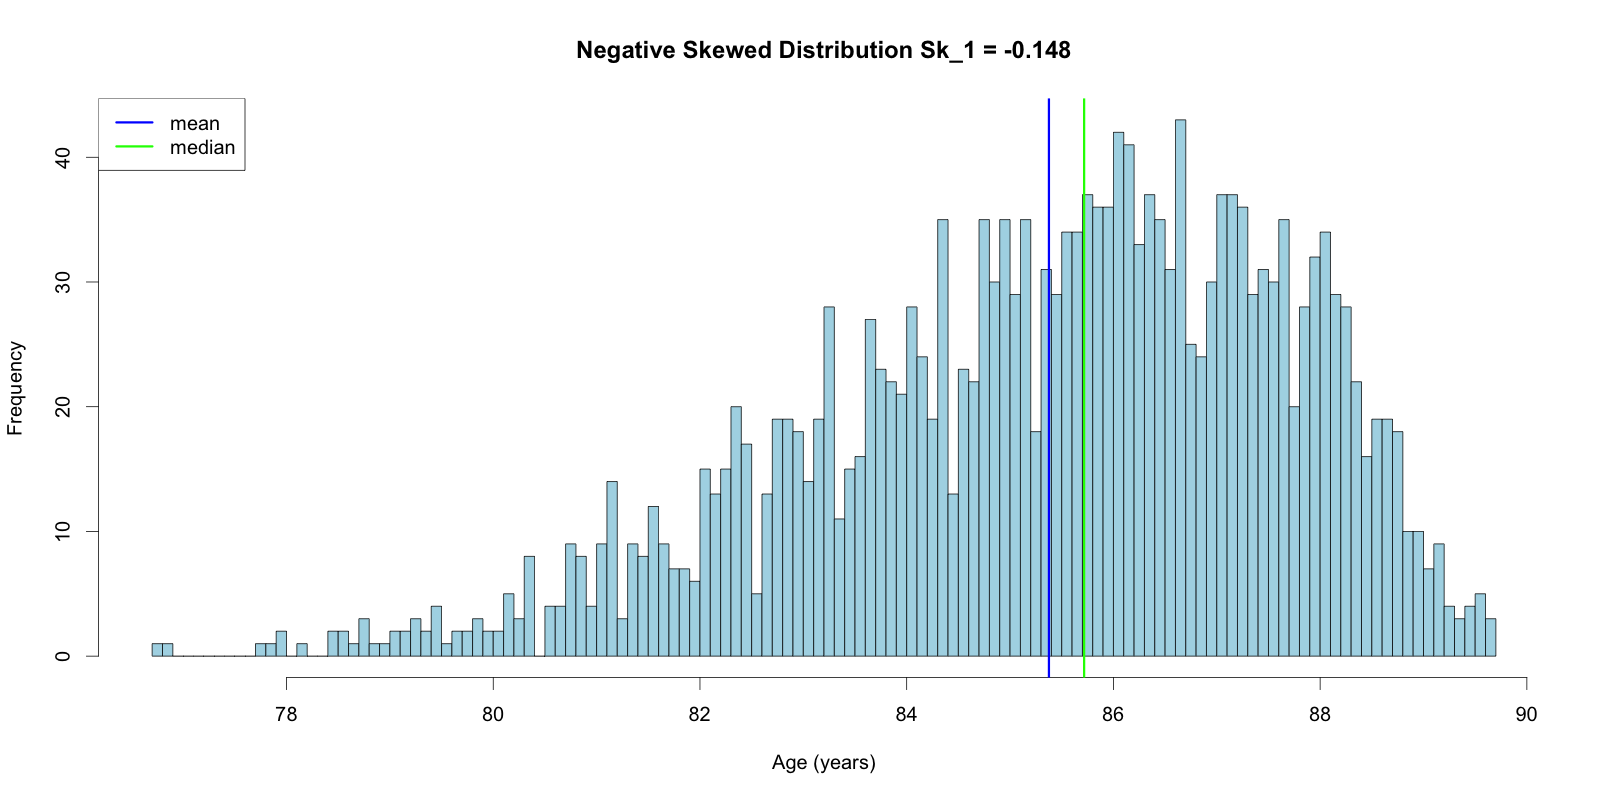 Negative Skewed Distribution Sk_1 = -0.148
mean
median
Frequency
40
30
20
10
0
78 80 82 84 86 88 90
Age (years)